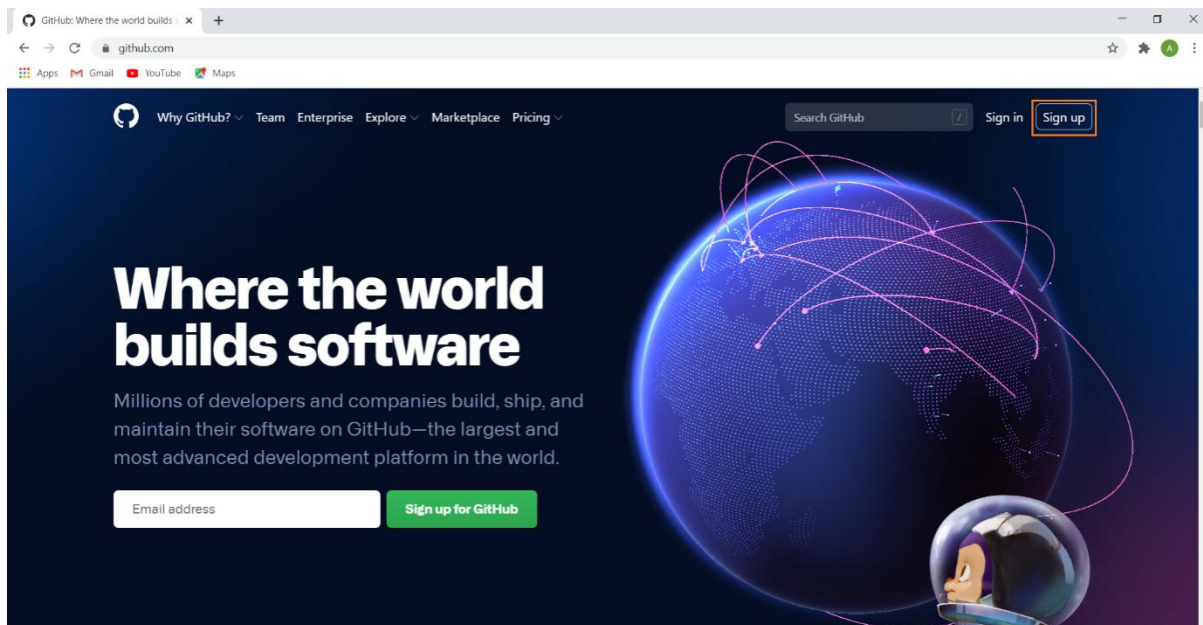 GitHub: Where the world builds s
github.com
A
Apps Gmail YouTube Maps
Why GitHub? Team Enterprise Explore Marketplace Pricing Search GitHub / Sign in Sign up
Where the world
builds software
Millions of developers and companies build, ship, and
maintain their software on GitHub—the largest and
most advanced development platform in the world.
Email address Sign up for GitHub